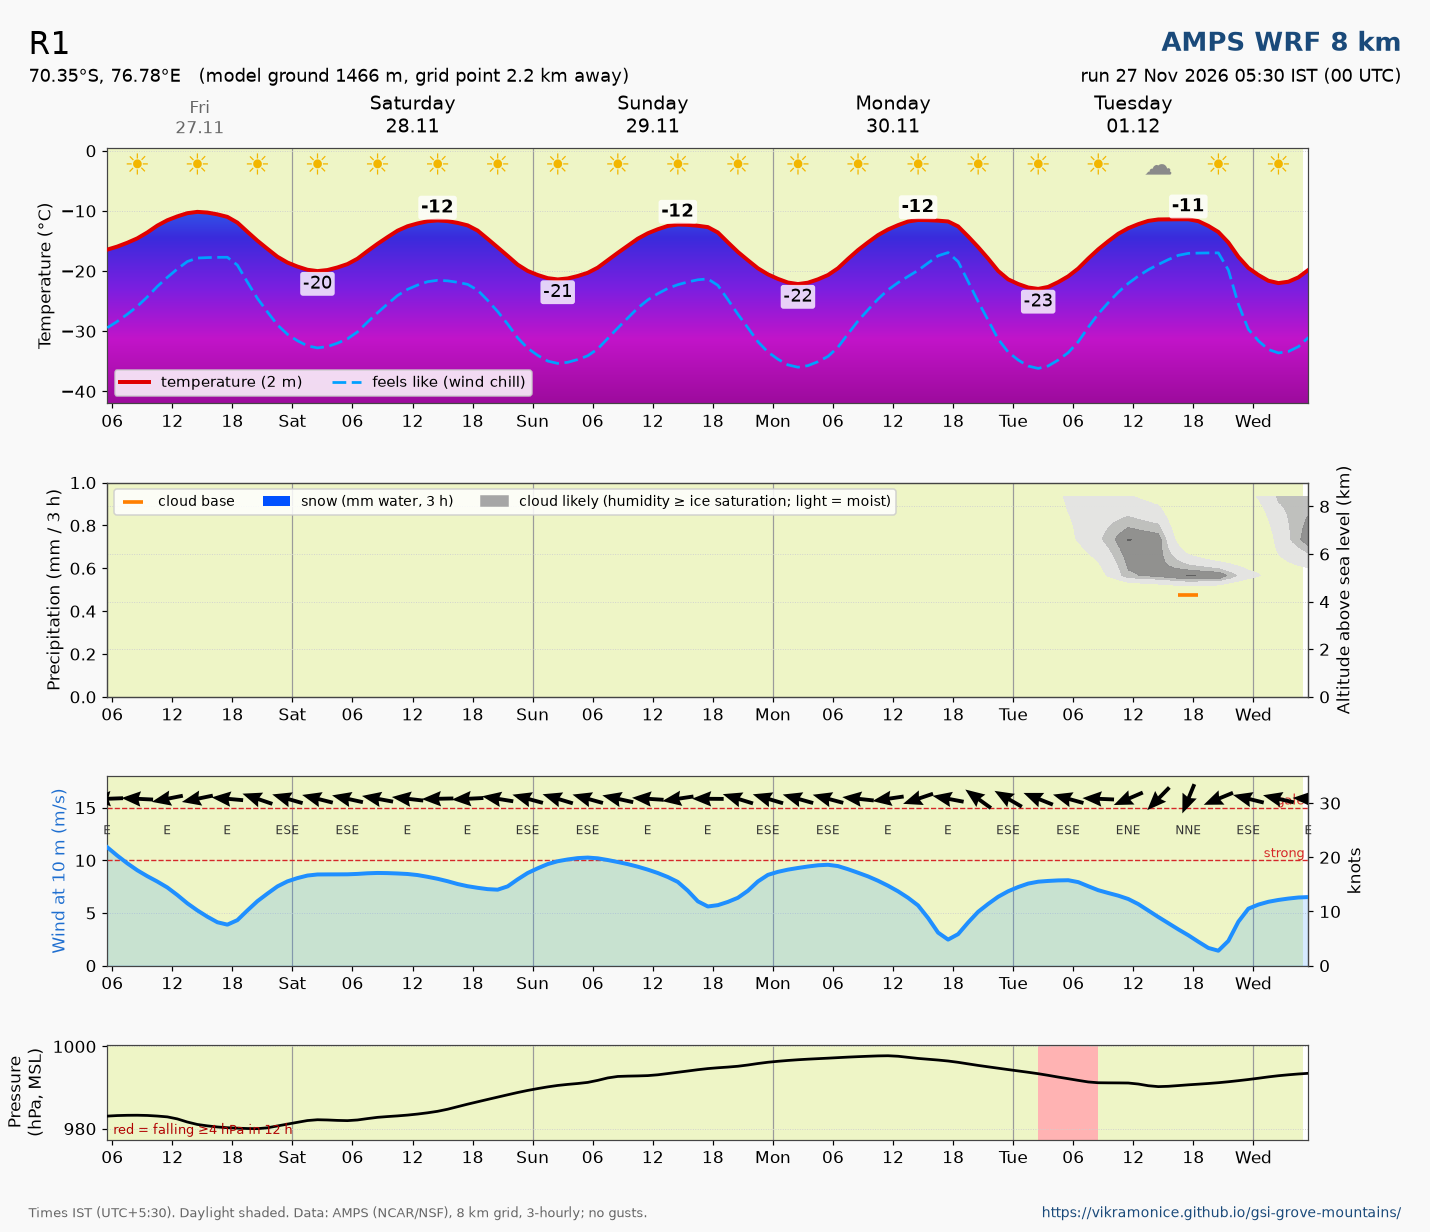 R1
AMPS WRF 8 km
70.35°S, 76.78°E (model ground 1466 m, grid point 2.2 km away)
run 27 Nov 2026 05:30 IST (00 UTC)
Fri Saturday Sunday Monday Tuesday
27.11 28.11 29.11 30.11 01.12
Temperature (°C)
0
−10
−20
−30
−40
-12 -12 -12 -11
-20 -21 -22 -23
temperature (2 m) feels like (wind chill)
06 12 18 Sat 06 12 18 Sun 06 12 18 Mon 06 12 18 Tue 06 12 18 Wed
Precipitation (mm / 3 h)
1.0
0.8
0.6
0.4
0.2
0.0
cloud base snow (mm water, 3 h) cloud likely (humidity ≥ ice saturation; light = moist)
8
6
4
2
0
Altitude above sea level (km)
06 12 18 Sat 06 12 18 Sun 06 12 18 Mon 06 12 18 Tue 06 12 18 Wed
Wind at 10 m (m/s)
15
10
5
0
E E E ESE ESE E E ESE ESE E E ESE ESE E E ESE ESE ENE NNE ESE E
gale
strong
30
20
10
0
knots
06 12 18 Sat 06 12 18 Sun 06 12 18 Mon 06 12 18 Tue 06 12 18 Wed
Pressure
(hPa, MSL)
1000
980
red = falling ≥4 hPa in 12 h
06 12 18 Sat 06 12 18 Sun 06 12 18 Mon 06 12 18 Tue 06 12 18 Wed
Times IST (UTC+5:30). Daylight shaded. Data: AMPS (NCAR/NSF), 8 km grid, 3-hourly; no gusts.
https://vikramonice.github.io/gsi-grove-mountains/